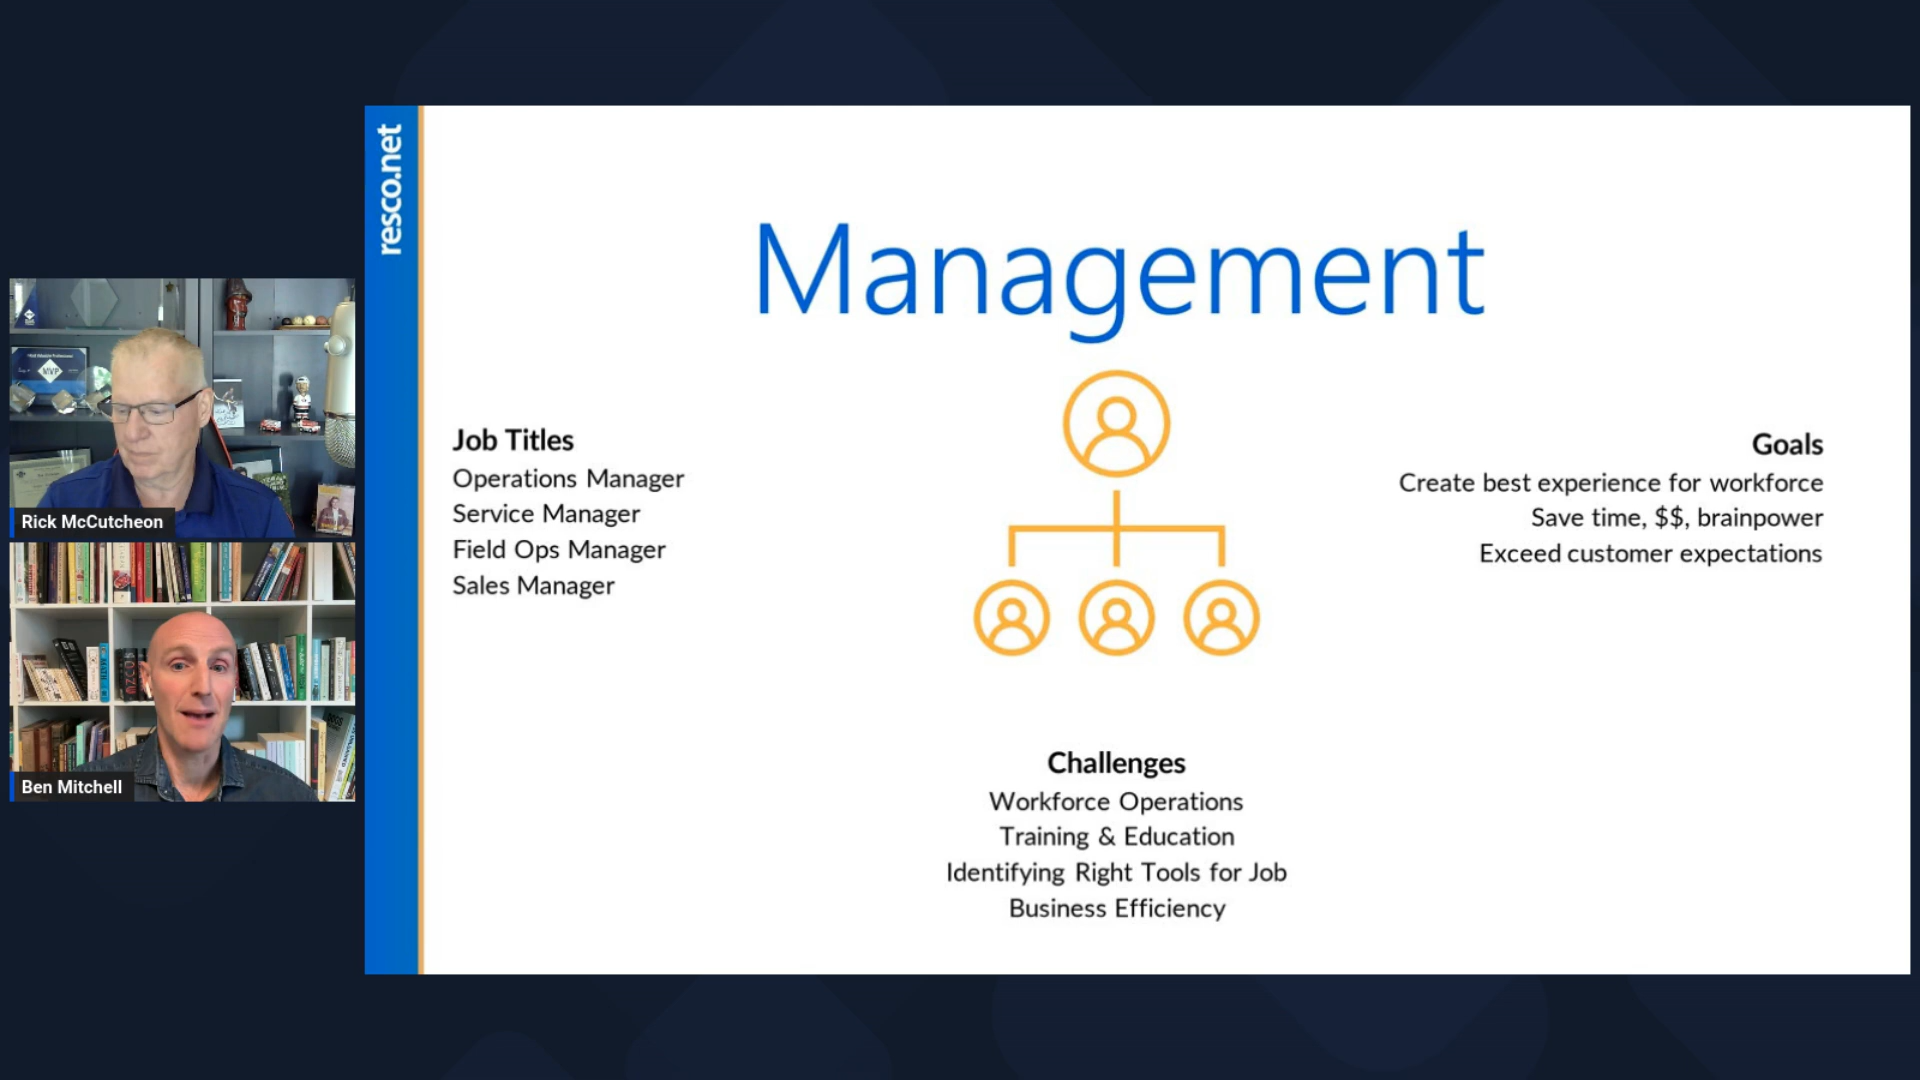 resco.net
Management
Job Titles
Operations Manager
Service Manager
Field Ops Manager
Sales Manager
Goals
Create best experience for workforce
Save time, $$, brainpower
Exceed customer expectations
Challenges
Workforce Operations
Training & Education
Identifying Right Tools for Job
Business Efficiency
MVP
Rick McCutcheon
Ben Mitchell